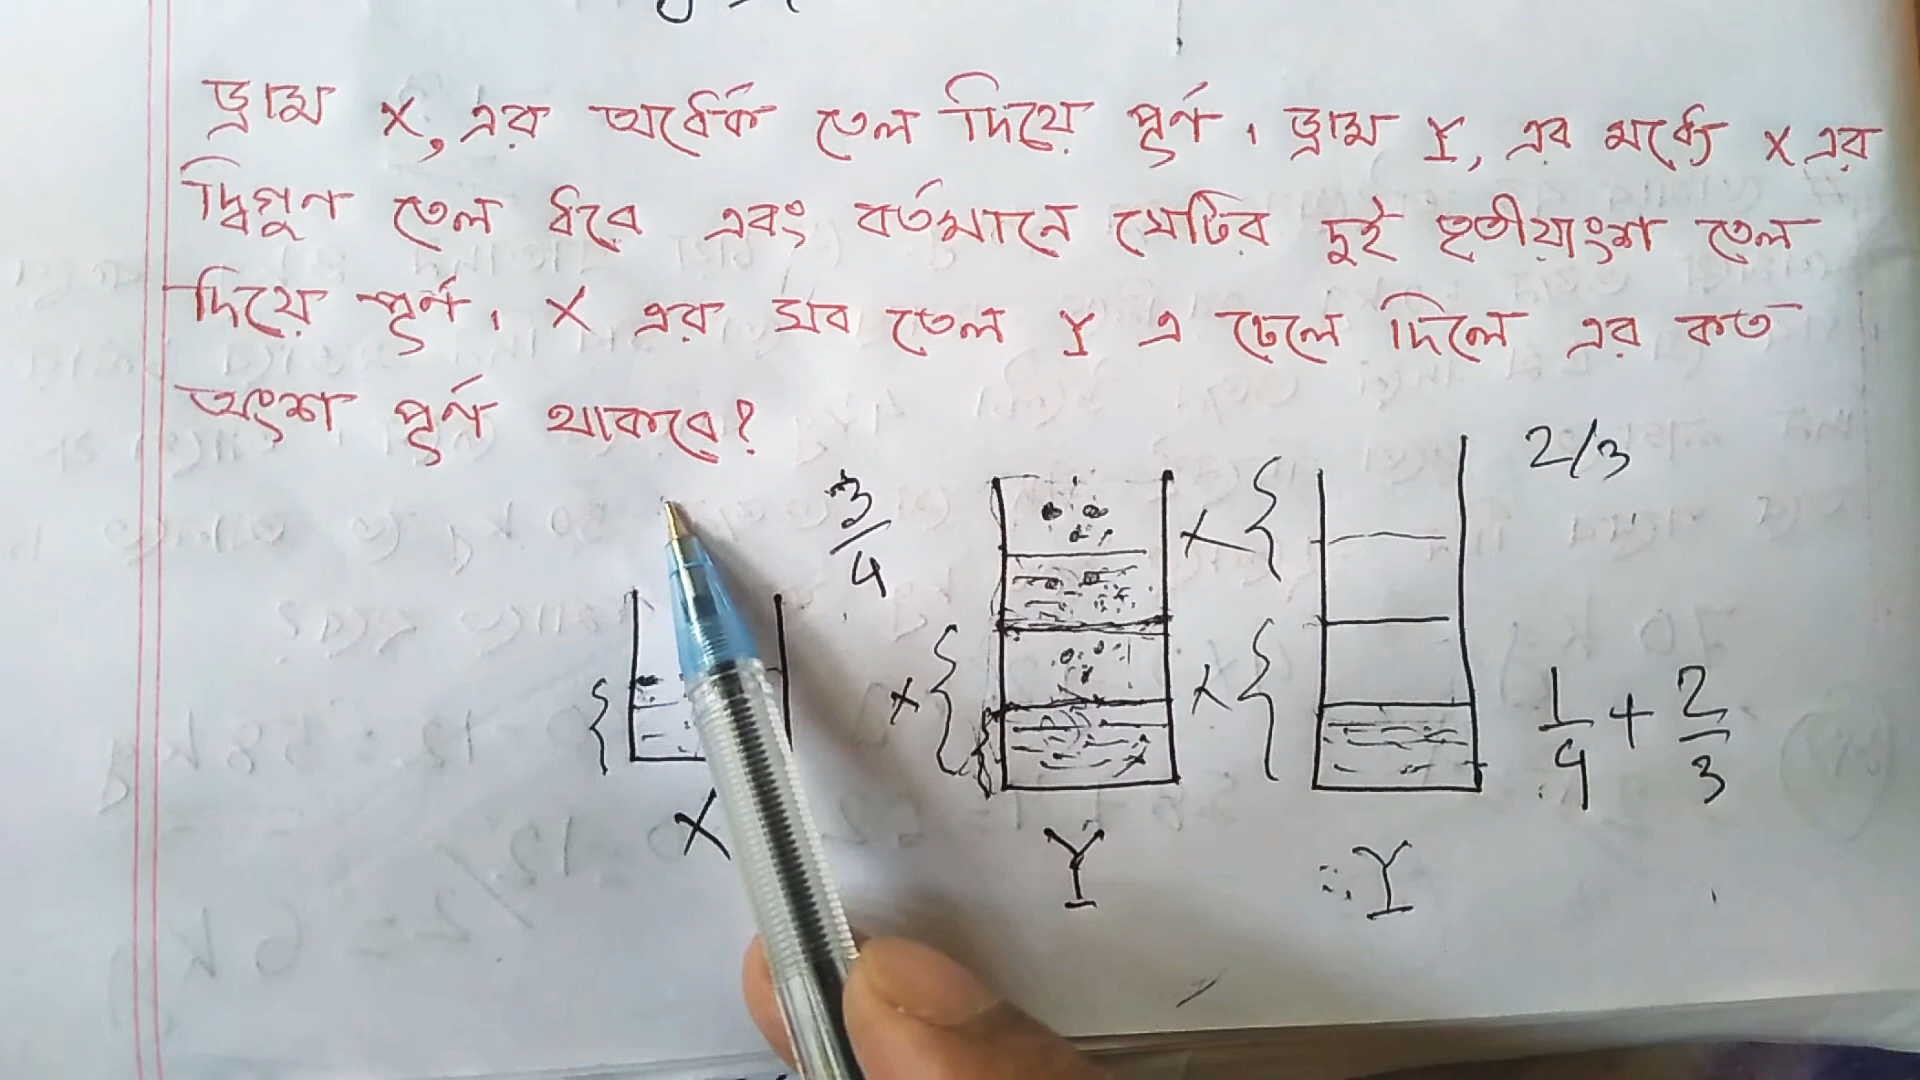 ড্রাম X, এর অর্ধেক তেল দিয়ে পূর্ণ। ড্রাম Y, এর মধ্যে X এর
দ্বিগুণ তেল ধরে এবং বর্তমানে সেটির দুই তৃতীয়াংশ তেল
দিয়ে পূর্ণ। X এর সব তেল Y এ ঢেলে দিলে এর কত
অংশ পূর্ণ থাকবে?
2/3
3/4
X
X
X
1/4 + 2/3
X
Y
Y